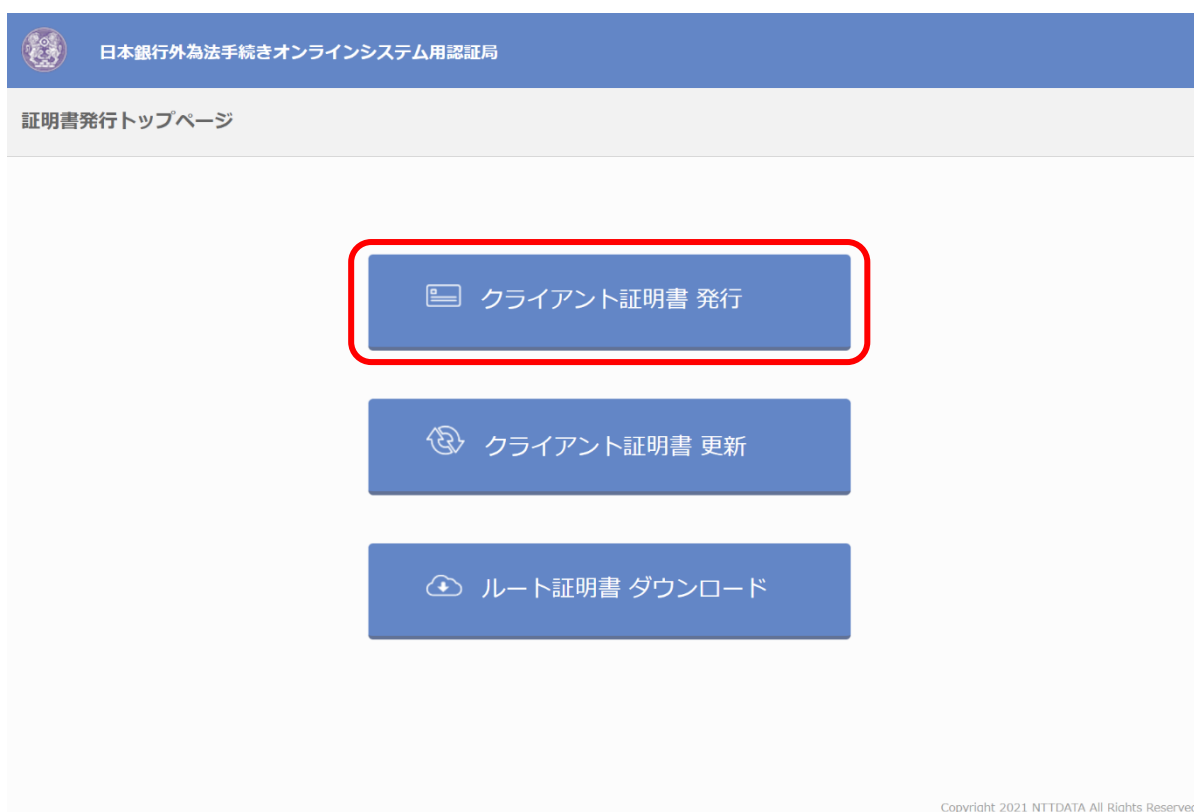 日本銀行外為法手続きオンラインシステム用認証局
証明書発行トップページ
クライアント証明書 発行
クライアント証明書 更新
ルート証明書 ダウンロード
Copyright 2021 NTTDATA All Rights Reserved